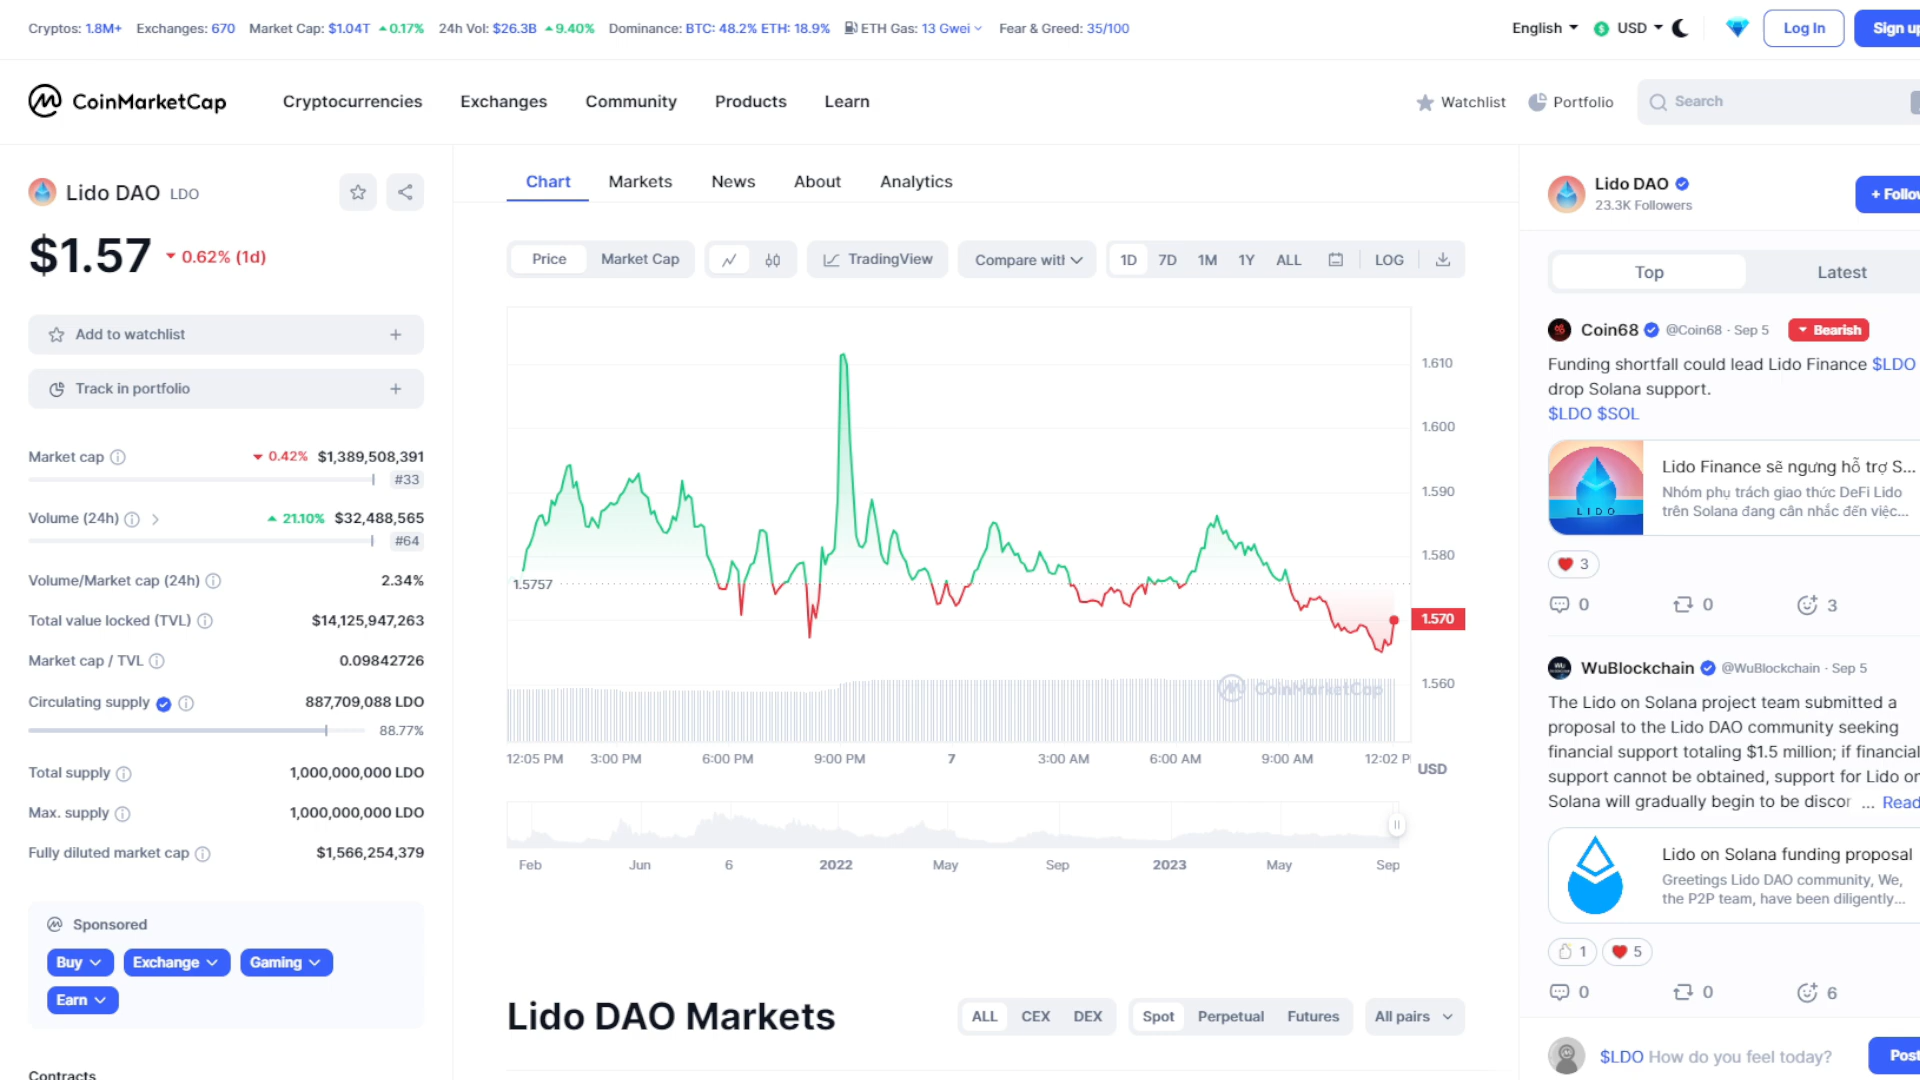 Cryptos: 1.8M+ Exchanges: 670 Market Cap: $1.04T 0.17% 24h Vol: $26.3B 9.40% Dominance: BTC: 48.2% ETH: 18.9% ETH Gas: 13 Gwei Fear & Greed: 35/100
English USD Log In Sign up
CoinMarketCap Cryptocurrencies Exchanges Community Products Learn Watchlist Portfolio Search
Lido DAO LDO
$1.57 0.62% (1d)
Add to watchlist +
Track in portfolio +
Market cap 0.42% $1,389,508,391
#33
Volume (24h) 21.10% $32,488,565
#64
Volume/Market cap (24h) 2.34%
Total value locked (TVL) $14,125,947,263
Market cap / TVL 0.09842726
Circulating supply 887,709,088 LDO
88.77%
Total supply 1,000,000,000 LDO
Max. supply 1,000,000,000 LDO
Fully diluted market cap $1,566,254,379
Sponsored
Buy Exchange Gaming
Earn
Contracts
Chart Markets News About Analytics
Price Market Cap TradingView Compare with 1D 7D 1M 1Y ALL LOG
1.610
1.600
1.590
1.580
1.5757
1.570
1.560
CoinMarketCap
12:05 PM 3:00 PM 6:00 PM 9:00 PM 7 3:00 AM 6:00 AM 9:00 AM 12:02 P
USD
Feb Jun 6 2022 May Sep 2023 May Sep
Lido DAO Markets ALL CEX DEX Spot Perpetual Futures All pairs
Lido DAO
23.3K Followers
+ Follow
Top Latest
Coin68 @Coin68 · Sep 5 Bearish
Funding shortfall could lead Lido Finance $LDO
drop Solana support.
$LDO $SOL
LIDO
Lido Finance sẽ ngưng hỗ trợ S...
Nhóm phụ trách giao thức DeFi Lido
trên Solana đang cân nhắc đến việc...
3
0 0 3
WuBlockchain @WuBlockchain · Sep 5
The Lido on Solana project team submitted a
proposal to the Lido DAO community seeking
financial support totaling $1.5 million; if financial
support cannot be obtained, support for Lido on
Solana will gradually begin to be discor ... Read
Lido on Solana funding proposal
Greetings Lido DAO community, We,
the P2P team, have been diligently...
1 5
0 0 6
$LDO How do you feel today? Post